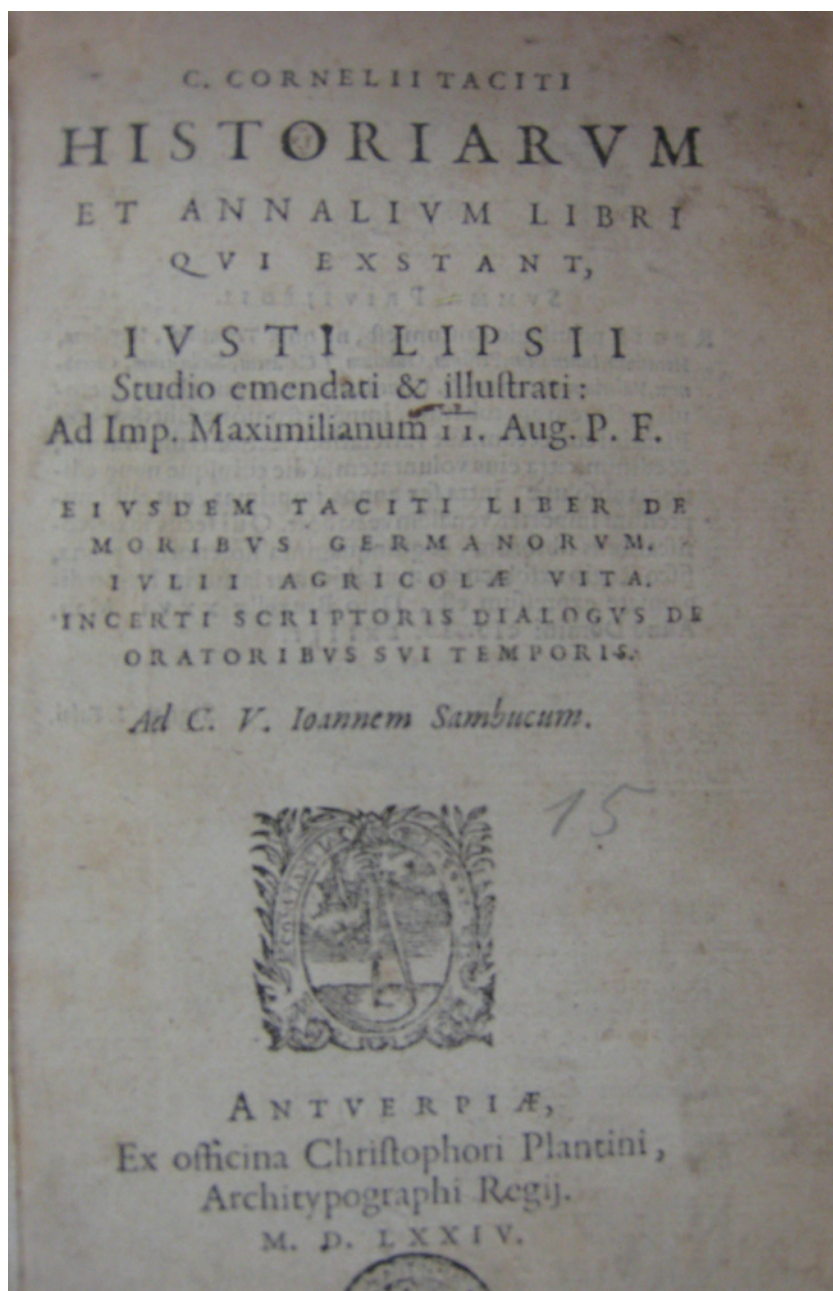 C. CORNELII TACITI
HISTORIARVM
ET ANNALIVM LIBRI
QVI EXSTANT,
IVSTI LIPSII
Studio emendati & illuſtrati:
Ad Imp. Maximilianum II. Aug. P. F.
EIVSDEM TACITI LIBER DE
MORIBVS GERMANORVM.
IVLII AGRICOLÆ VITA.
INCERTI SCRIPTORIS DIALOGVS DE
ORATORIBVS SVI TEMPORIS.
Ad C. V. Ioannem Sambucum.
15
ANTVERPIÆ,
Ex officina Chriſtophori Plantini,
Architypographi Regij.
M. D. LXXIV.